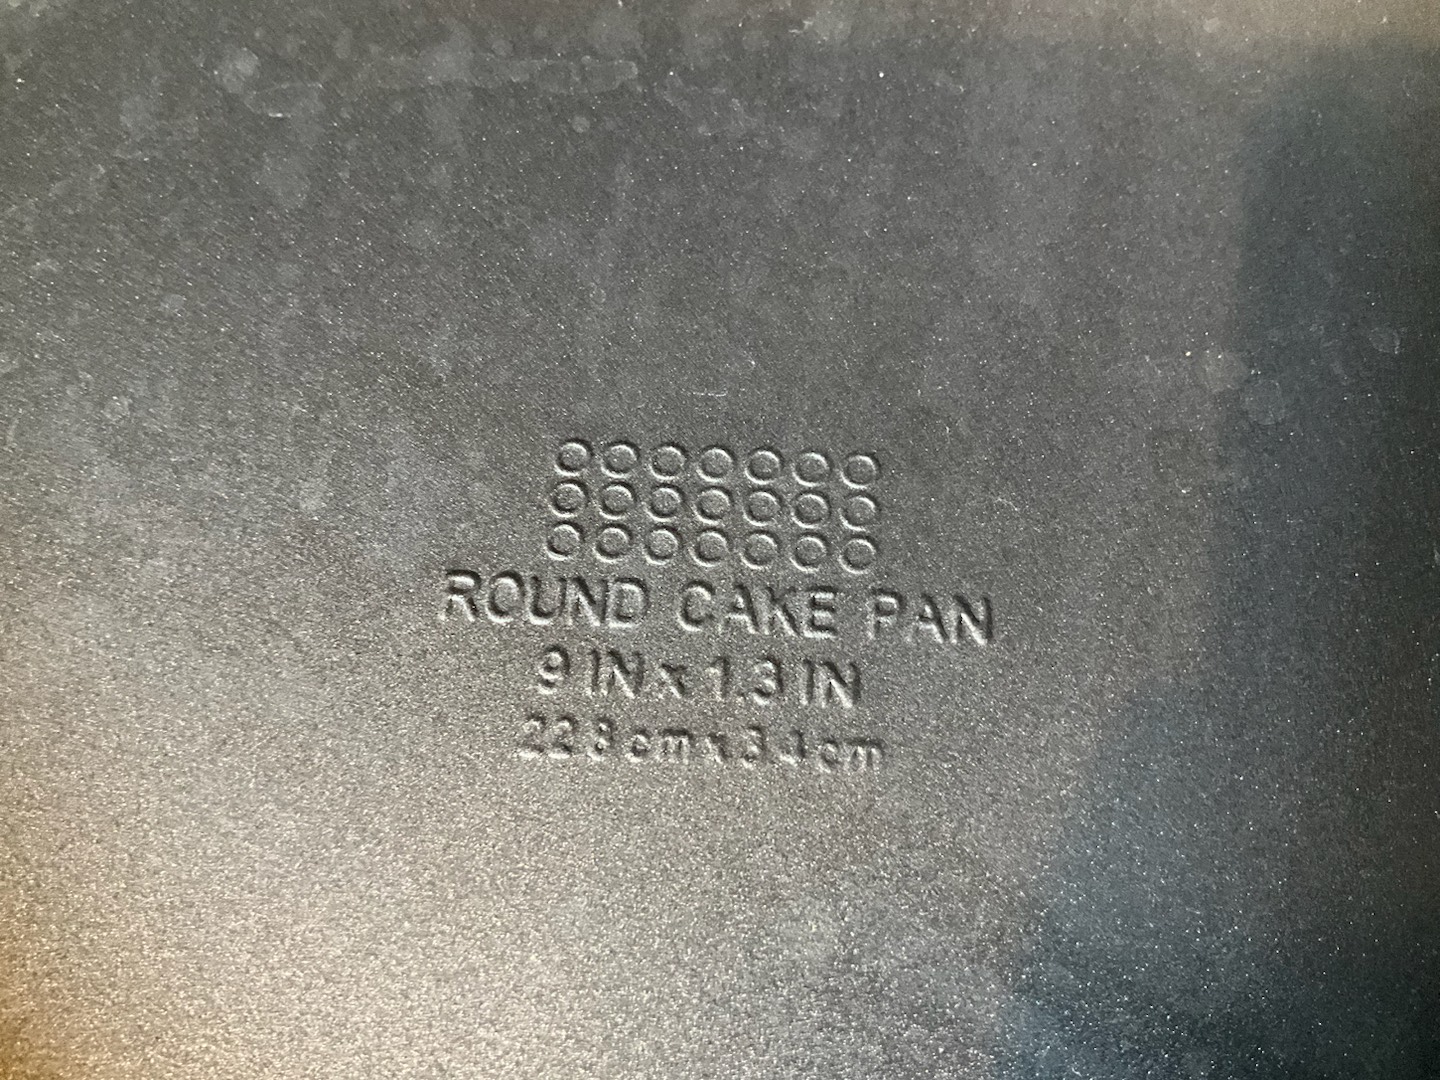 ROUND CAKE PAN
9 IN x 1.3 IN
22.8 cm x 3.4 cm